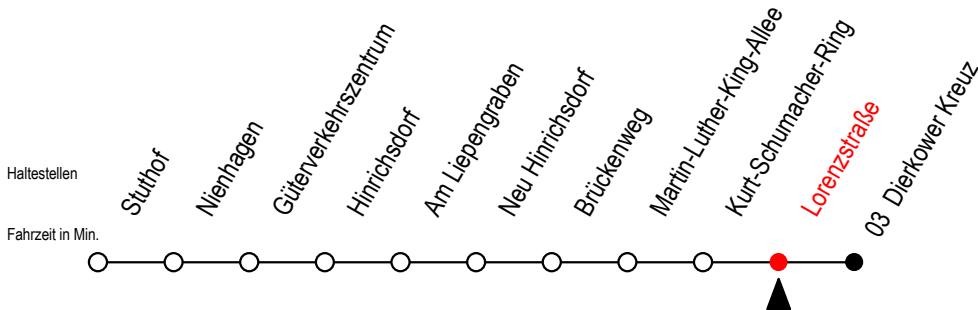 Haltestellen
Stuthof
Nienhagen
Güterverkehrszentrum
Hinrichsdorf
Am Liepengraben
Neu Hinrichsdorf
Brückenweg
Martin-Luther-King-Allee
Kurt-Schumacher-Ring
Lorenzstraße
03 Dierkower Kreuz
Fahrzeit in Min.